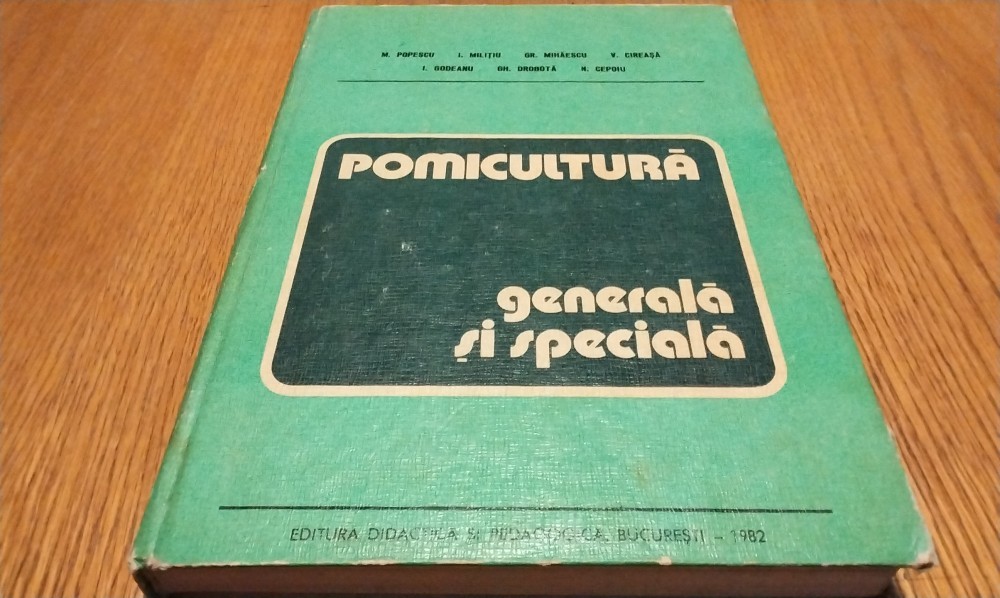 M. POPESCU I. MILIȚIU GR. MIHĂESCU V. CIREAȘĂ
I. GODEANU GH. DROBOTĂ N. CEPOIU
POMICULTURĂ
generală
și specială
EDITURA DIDACTICĂ ȘI PEDAGOGICĂ, BUCUREȘTI – 1982